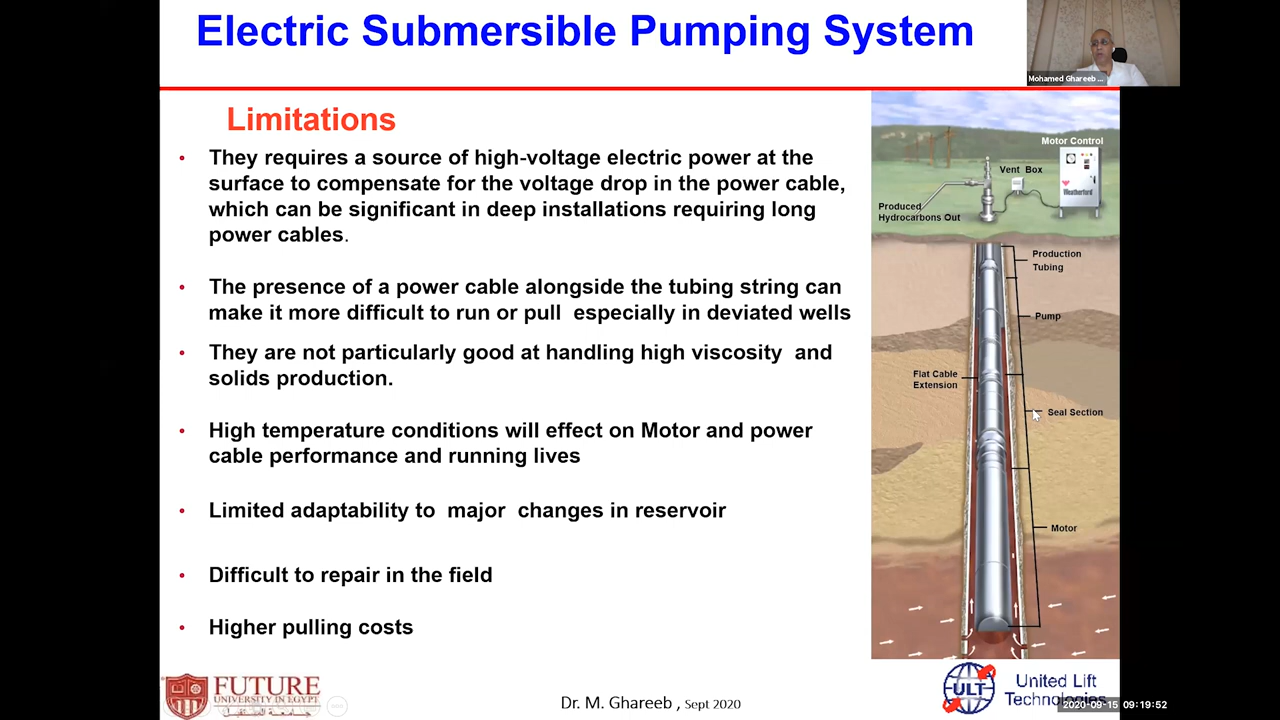 Electric Submersible Pumping System
Mohamed Ghareeb ...
Limitations
• They requires a source of high-voltage electric power at the
surface to compensate for the voltage drop in the power cable,
which can be significant in deep installations requiring long
power cables.
• The presence of a power cable alongside the tubing string can
make it more difficult to run or pull especially in deviated wells
• They are not particularly good at handling high viscosity and
solids production.
• High temperature conditions will effect on Motor and power
cable performance and running lives
• Limited adaptability to major changes in reservoir
• Difficult to repair in the field
• Higher pulling costs
Motor Control
Vent Box
Weatherford
Produced
Hydrocarbons Out
Production
Tubing
Pump
Flat Cable
Extension
Seal Section
Motor
FUTURE
UNIVERSITY IN EGYPT
جامعة المستقبل
Dr. M. Ghareeb , Sept 2020
ULT
United Lift
Technologies
2020-09-15 09:19:52